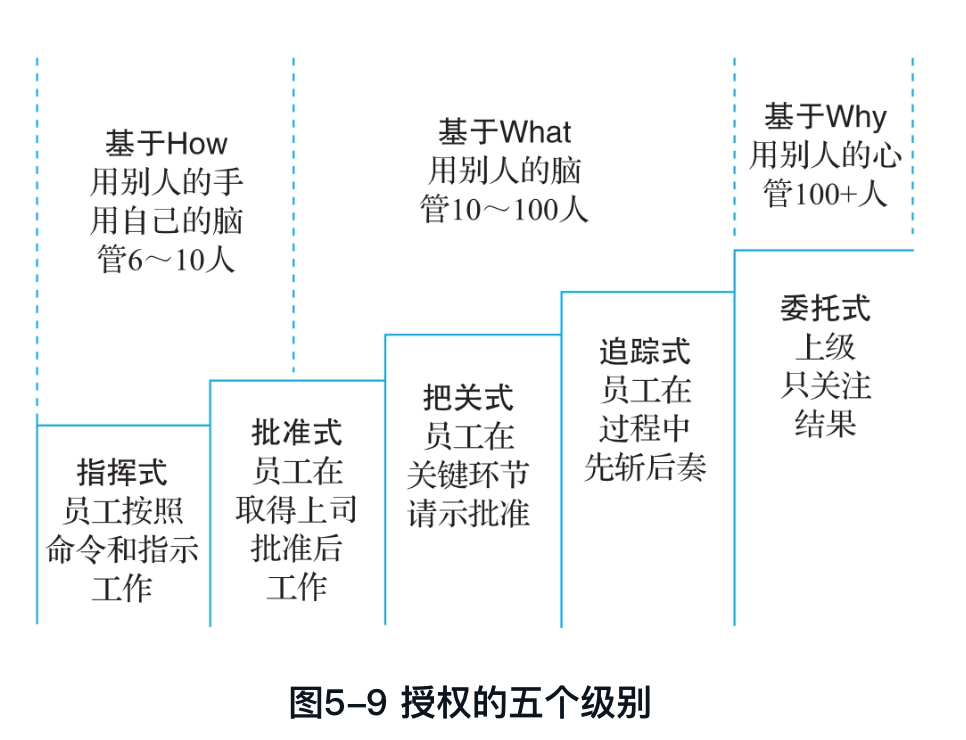 基于How
用别人的手
用自己的脑
管6～10人
基于What
用别人的脑
管10～100人
基于Why
用别人的心
管100+人
指挥式
员工按照
命令和指示
工作
批准式
员工在
取得上司
批准后
工作
把关式
员工在
关键环节
请示批准
追踪式
员工在
过程中
先斩后奏
委托式
上级
只关注
结果
图5-9 授权的五个级别